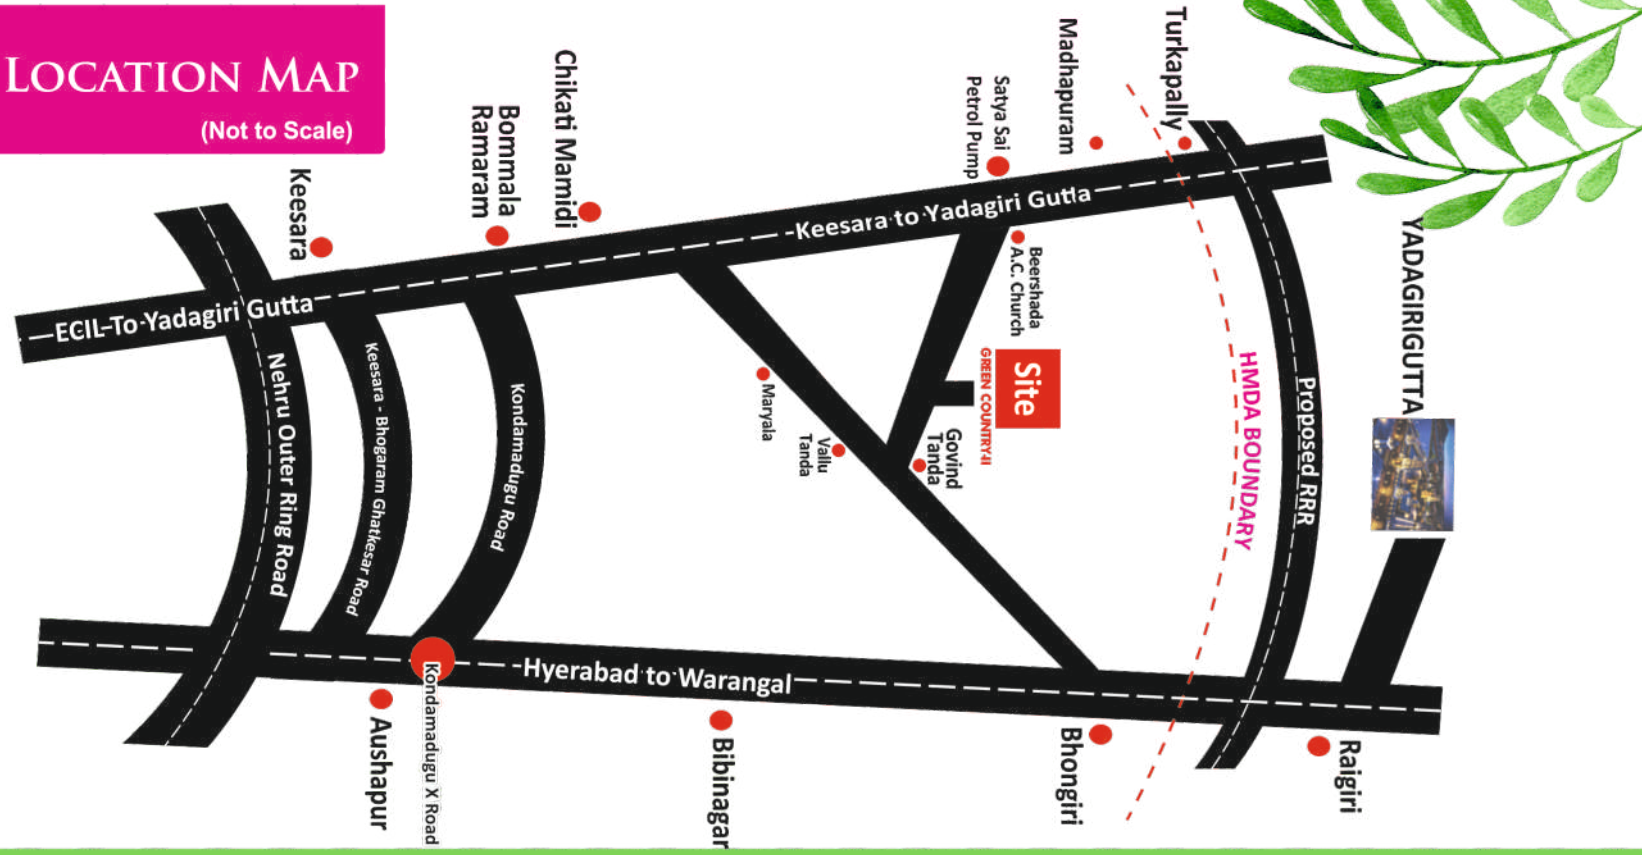 LOCATION MAP
(Not to Scale)
Keesara
Bommala
Ramaram
Chikati Mamidi
Satya Sai
Petrol Pump
Madhapuram
Turkapally
ECIL-To-Yadagiri Gutta
Keesara to Yadagiri Gutta
Beershada
A.C. Church
Site
GREEN COUNTRY-II
Govind
Tanda
Vallu
Tanda
Maryala
Nehru Outer Ring Road
Keesara - Bhogaram Ghatkesar Road
Kondamadugu Road
HMDA BOUNDARY
Proposed RRR
YADAGIRIGUTTA
Hyerabad to Warangal
Aushapur
Kondamadugu X Road
Bibinagar
Bhongiri
Raigiri